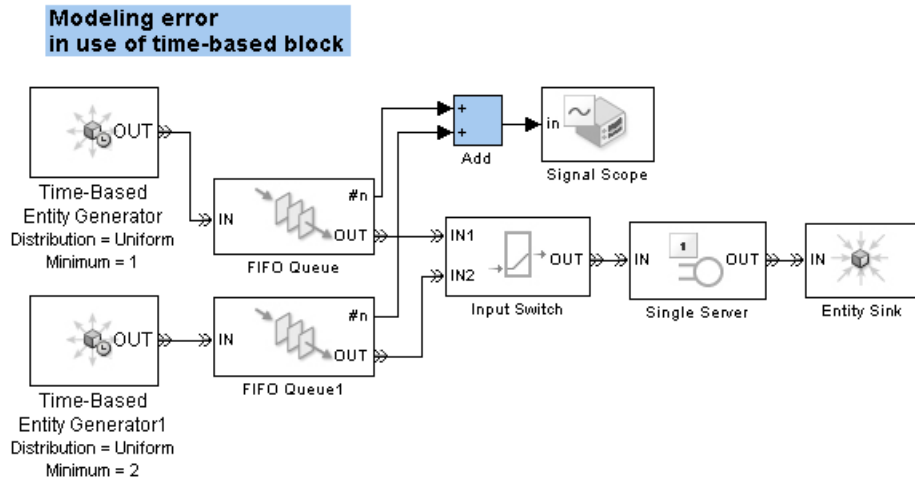 Modeling error
in use of time-based block
OUT
Time-Based
Entity Generator
Distribution = Uniform
Minimum = 1
IN
#n
OUT
FIFO Queue
+
+
Add
in
Signal Scope
IN1
IN2
OUT
Input Switch
IN
1
OUT
Single Server
IN
Entity Sink
OUT
Time-Based
Entity Generator1
Distribution = Uniform
Minimum = 2
IN
#n
OUT
FIFO Queue1